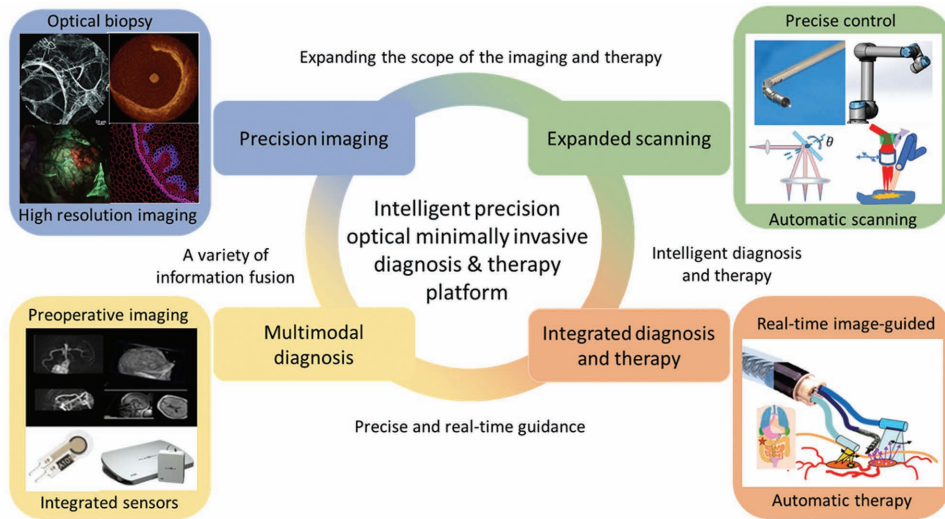 Optical biopsy
High resolution imaging
Precision imaging
Expanding the scope of the imaging and therapy
Precise control
θ
Automatic scanning
Expanded scanning
Intelligent precision
optical minimally invasive
diagnosis & therapy
platform
A variety of
information fusion
Intelligent diagnosis
and therapy
Preoperative imaging
Integrated sensors
Multimodal
diagnosis
Integrated diagnosis
and therapy
Real-time image-guided
Automatic therapy
Precise and real-time guidance